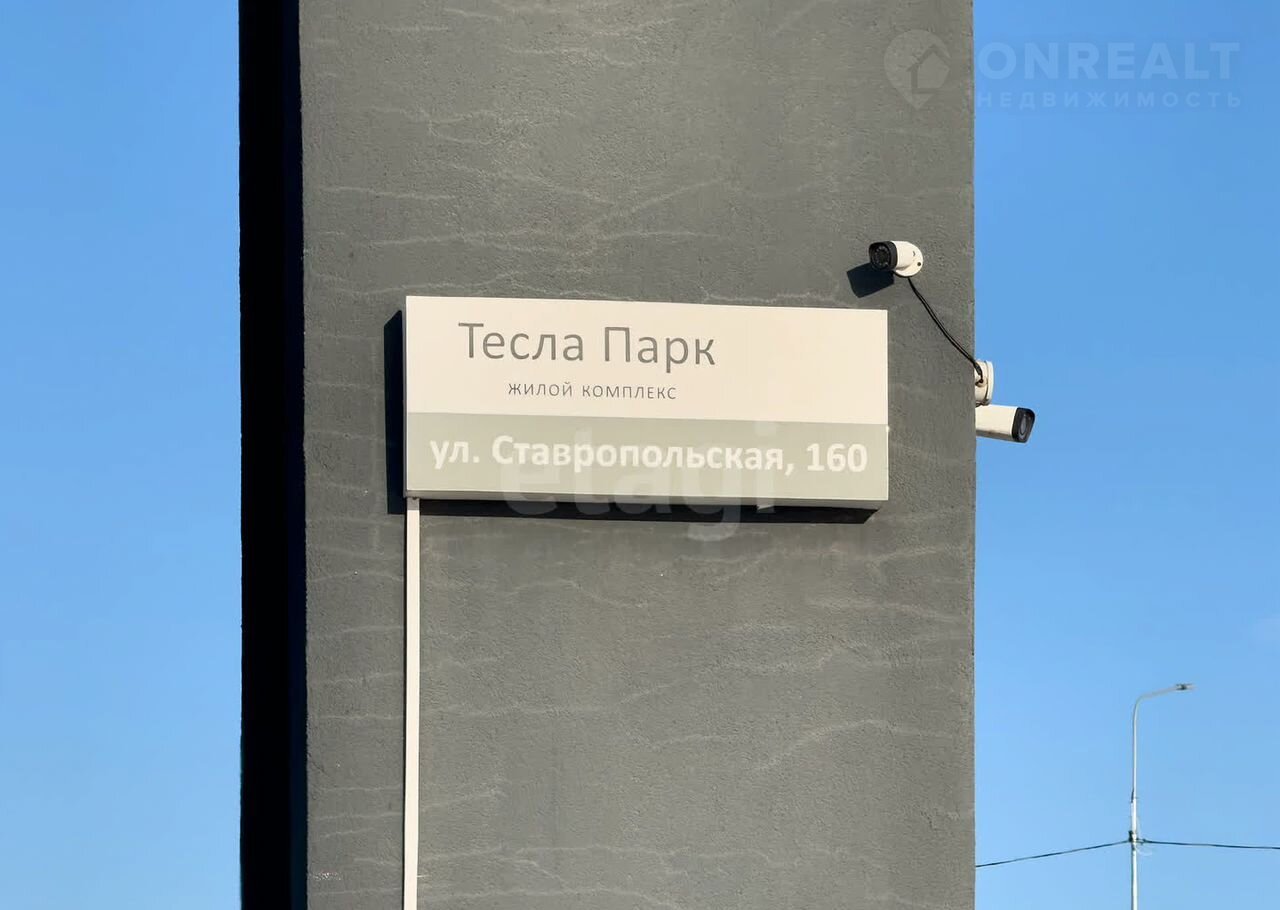 ONREALT
НЕДВИЖИМОСТЬ
Тесла Парк
ЖИЛОЙ КОМПЛЕКС
ул. Ставропольская, 160
etagi